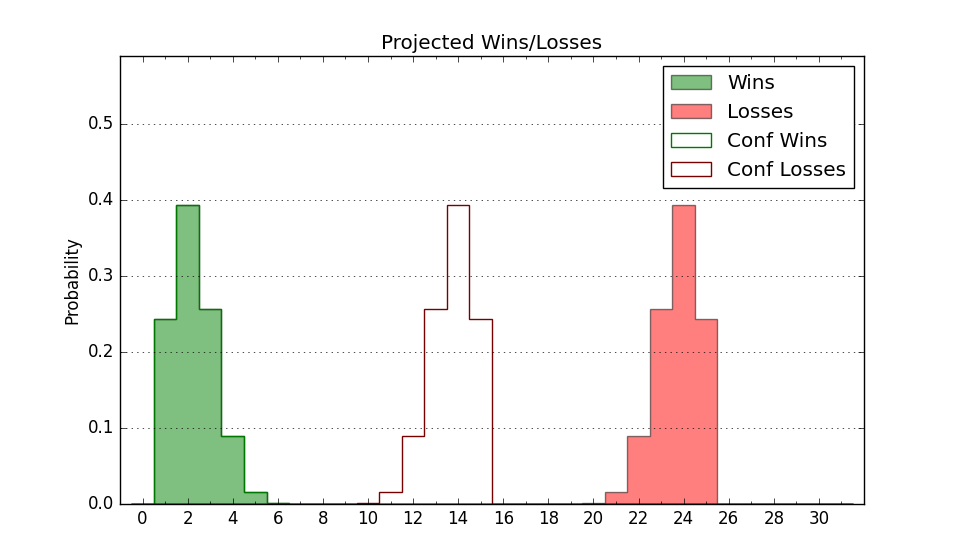 Projected Wins/Losses
Wins
Losses
Conf Wins
Conf Losses
Probability
0.5
0.4
0.3
0.2
0.1
0.0
0 2 4 6 8 10 12 14 16 18 20 22 24 26 28 30